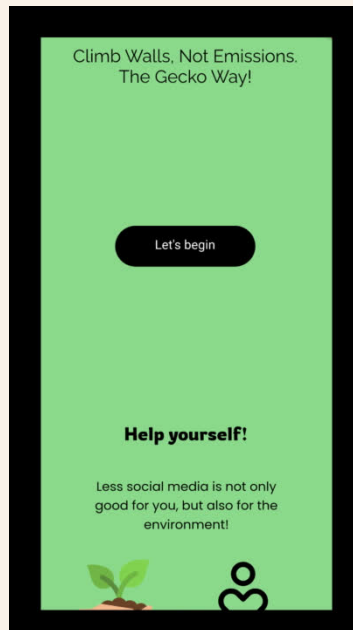 Climb Walls, Not Emissions.
The Gecko Way!
Let's begin
Help yourself!
Less social media is not only
good for you, but also for the
environment!